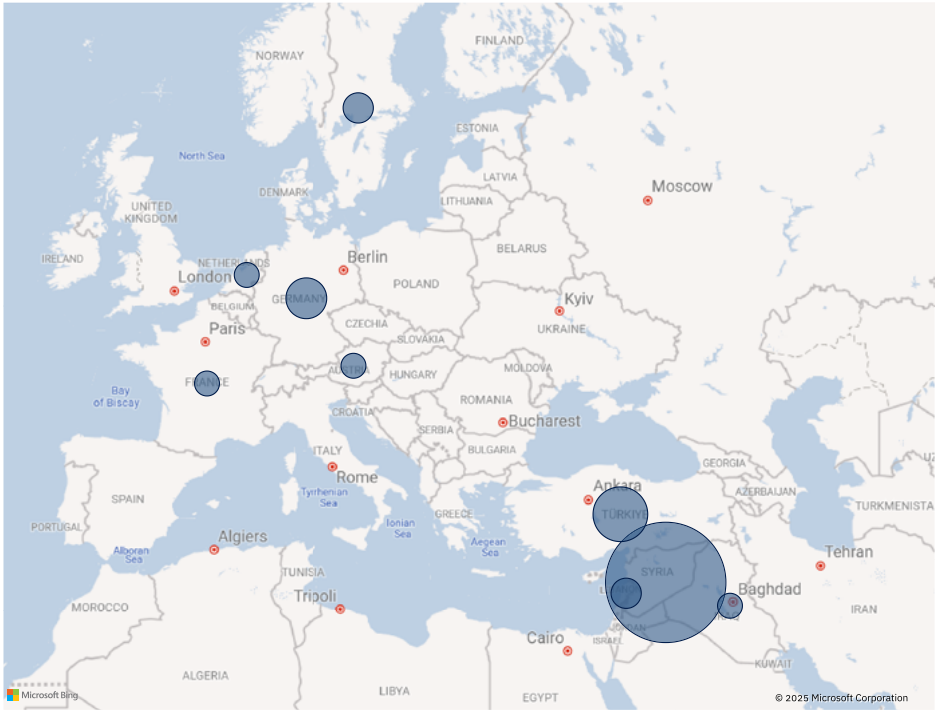 FINLAND
NORWAY
ESTONIA
North Sea
LATVIA
Moscow
DENMARK
LITHUANIA
UNITED
KINGDOM
BELARUS
IRELAND
NETHERLANDS
Berlin
London
POLAND
GERMANY
Kyiv
BELGIUM
CZECHIA
UKRAINE
Paris
SLOVAKIA
AUSTRIA
MOLDOVA
HUNGARY
FRANCE
Bay
of Biscay
ROMANIA
CROATIA
Bucharest
SERBIA
ITALY
BULGARIA
GEORGIA
Rome
Ankara
AZERBAIJAN
Tyrrhenian
Sea
SPAIN
TÜRKIYE
GREECE
TURKMENISTA
PORTUGAL
Ionian
Sea
Algiers
Aegean
Sea
Alboran
Sea
Tehran
TUNISIA
SYRIA
Baghdad
Tripoli
MOROCCO
IRAN
Cairo
ISRAEL
KUWAIT
ALGERIA
LIBYA
EGYPT
Microsoft Bing
© 2025 Microsoft Corporation